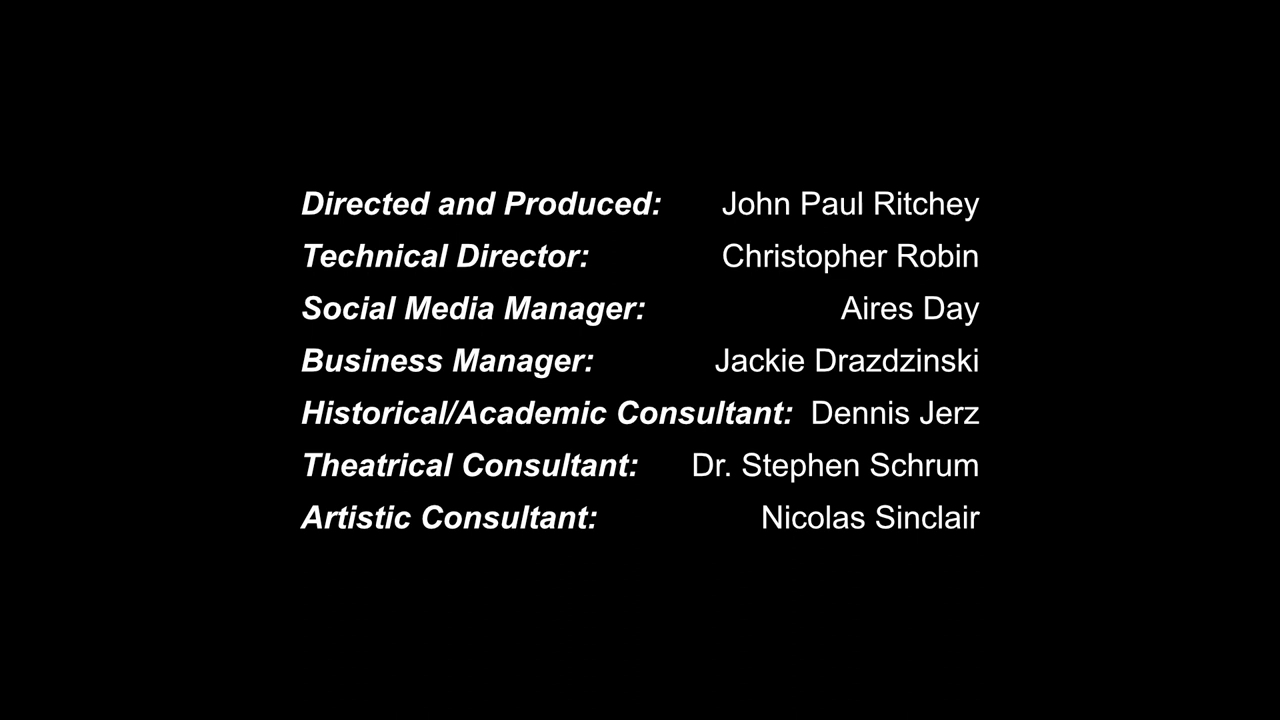 Directed and Produced: John Paul Ritchey
Technical Director: Christopher Robin
Social Media Manager: Aires Day
Business Manager: Jackie Drazdzinski
Historical/Academic Consultant: Dennis Jerz
Theatrical Consultant: Dr. Stephen Schrum
Artistic Consultant: Nicolas Sinclair